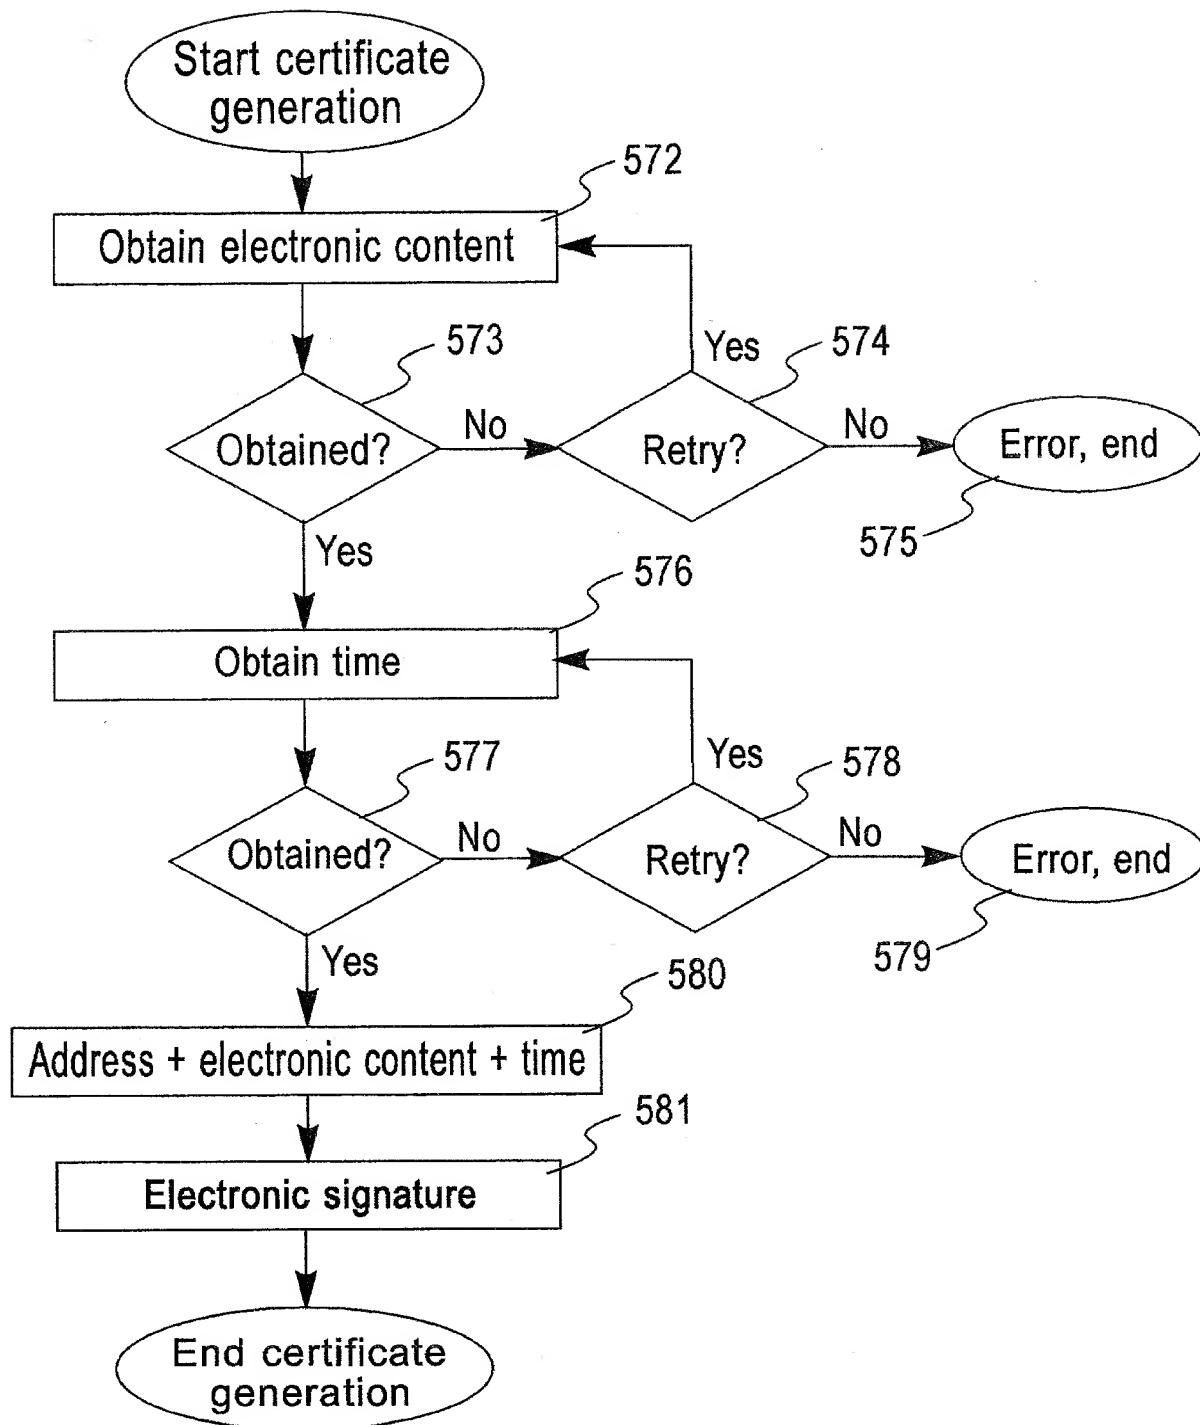 Start certificate
generation
572
Obtain electronic content
573
Yes
574
Obtained?
No
Retry?
No
Error, end
575
Yes
576
Obtain time
577
Yes
578
Obtained?
No
Retry?
No
Error, end
579
Yes
580
Address + electronic content + time
581
Electronic signature
End certificate
generation